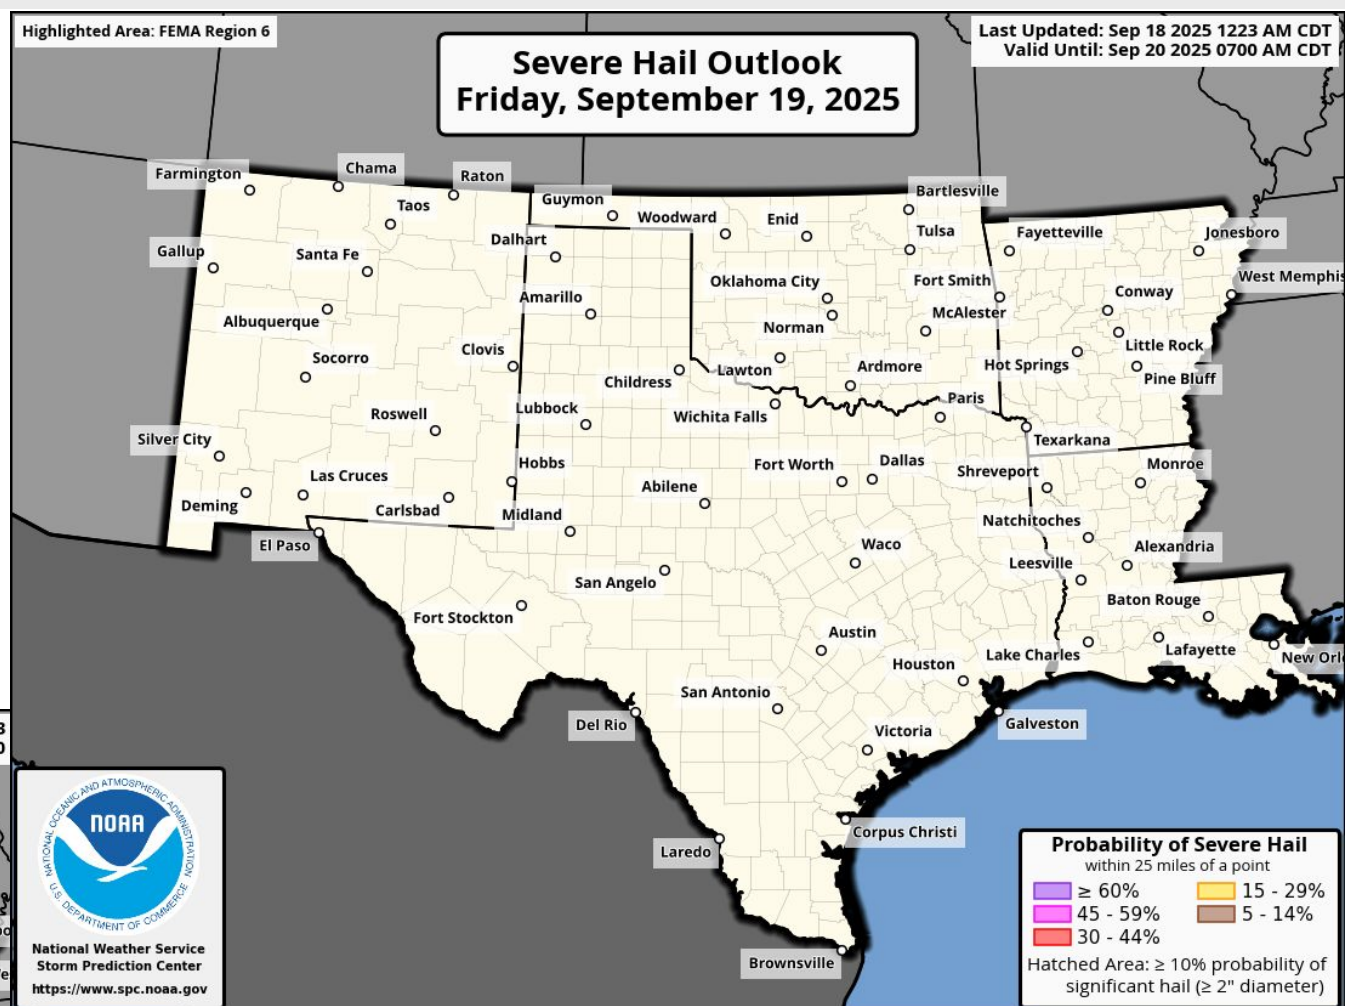 Highlighted Area: FEMA Region 6
Last Updated: Sep 18 2025 1223 AM CDT
Valid Until: Sep 20 2025 0700 AM CDT
Severe Hail Outlook
Friday, September 19, 2025
Farmington
Chama
Raton
Taos
Guymon
Woodward
Enid
Bartlesville
Tulsa
Fayetteville
Jonesboro
Gallup
Santa Fe
Dalhart
Oklahoma City
Fort Smith
West Memphis
Albuquerque
Amarillo
Norman
McAlester
Conway
Little Rock
Socorro
Clovis
Childress
Lawton
Ardmore
Hot Springs
Pine Bluff
Roswell
Lubbock
Wichita Falls
Paris
Texarkana
Silver City
Las Cruces
Hobbs
Abilene
Fort Worth
Dallas
Shreveport
Monroe
Deming
Carlsbad
Midland
Natchitoches
El Paso
San Angelo
Waco
Leesville
Alexandria
Fort Stockton
Austin
Baton Rouge
Houston
Lake Charles
Lafayette
New Orl
San Antonio
Del Rio
Victoria
Galveston
Laredo
Corpus Christi
Brownsville
3
0
NATIONAL OCEANIC AND ATMOSPHERIC ADMINISTRATION
NOAA
U.S. DEPARTMENT OF COMMERCE
National Weather Service
Storm Prediction Center
https://www.spc.noaa.gov
Probability of Severe Hail
within 25 miles of a point
≥ 60%
15 - 29%
45 - 59%
5 - 14%
30 - 44%
Hatched Area: ≥ 10% probability of
significant hail (≥ 2" diameter)